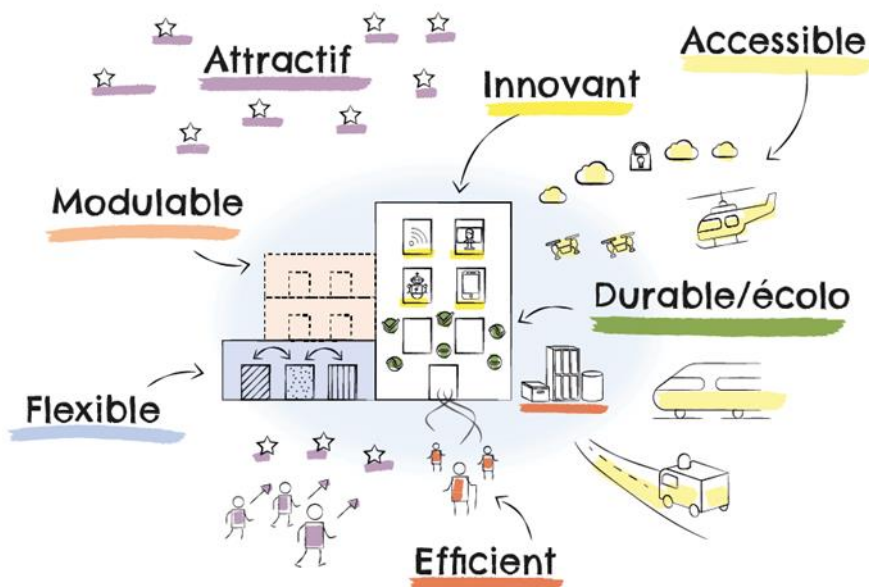 Attractif
Accessible
Innovant
Modulable
Durable/écolo
Flexible
Efficient